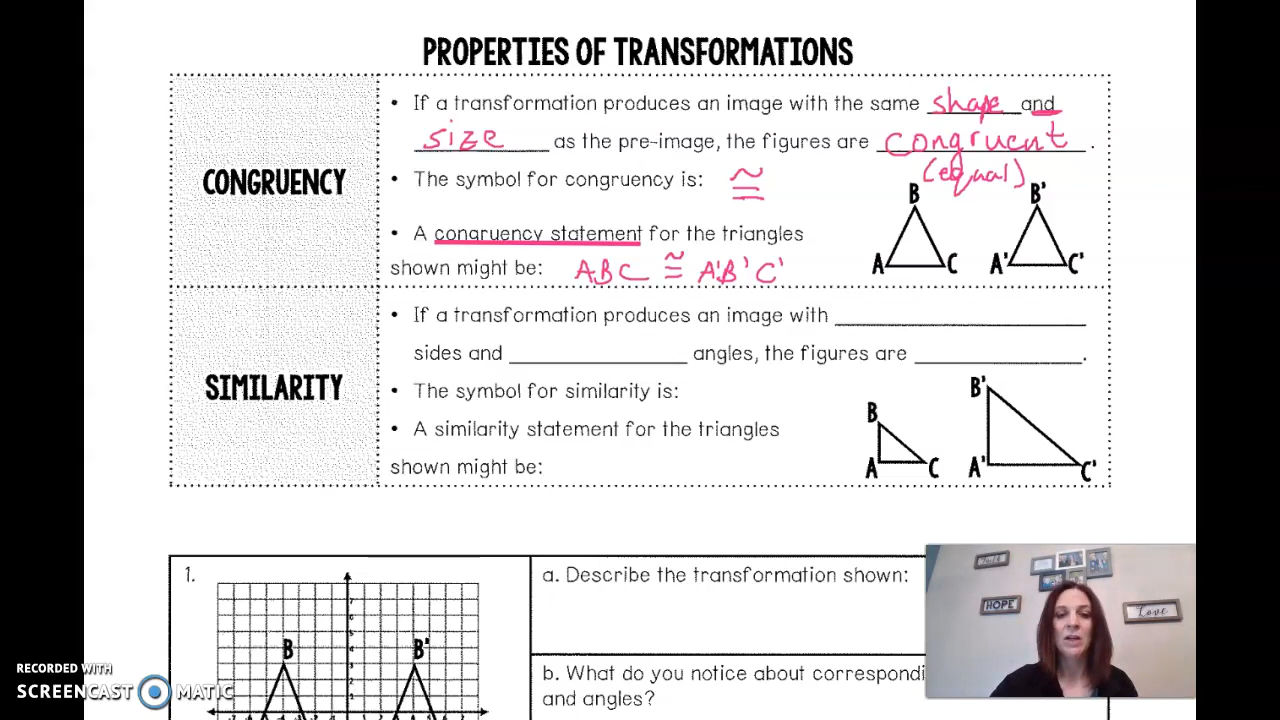 PROPERTIES OF TRANSFORMATIONS
CONGRUENCY
• If a transformation produces an image with the same shape and
size as the pre-image, the figures are congruent.
(equal)
• The symbol for congruency is: ≅
• A congruency statement for the triangles
shown might be: ABC ≅ A'B'C'
B B'
A C A' C'
SIMILARITY
• If a transformation produces an image with ____
sides and ____ angles, the figures are ____.
• The symbol for similarity is:
• A similarity statement for the triangles
shown might be:
B B'
A C A' C'
1.
B B'
a. Describe the transformation shown:
b. What do you notice about correspondi
and angles?
HOPE
Love
RECORDED WITH
SCREENCAST MATIC